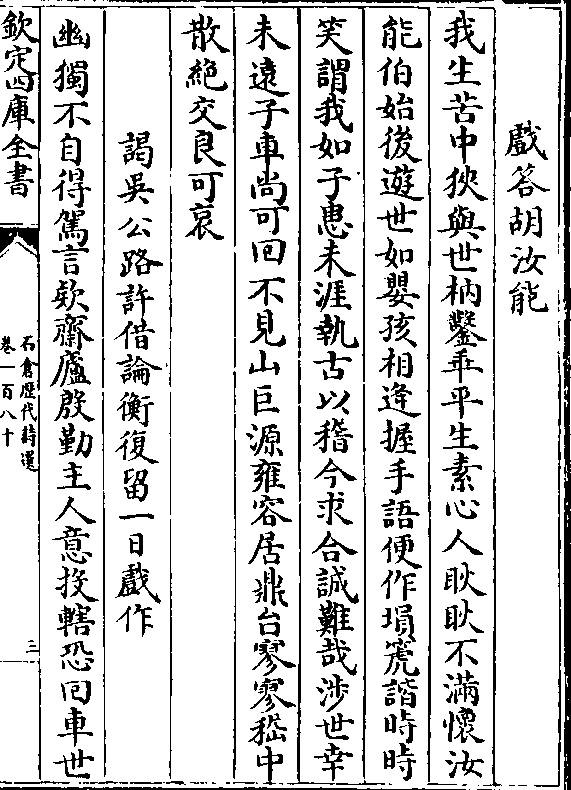 戲答胡汝能
我生苦中狹與世枘鑿乖平生素心人耿耿不滿懷汝
能伯始後遊世如嬰孩相逢握手語便作塤箎諧時時
笑謂我如子患未涯執古以稽今求合誠難哉涉世幸
未遠子車尚可回不見山巨源雍容居鼎台寥寥嵇中
散絶交良可哀
謁吳公路許借論衡復留一日戲作
幽獨不自得駕言欵齋廬殷勤主人意投轄恐回車世
欽定四庫全書
石倉歴代詩選
卷一百八十
三